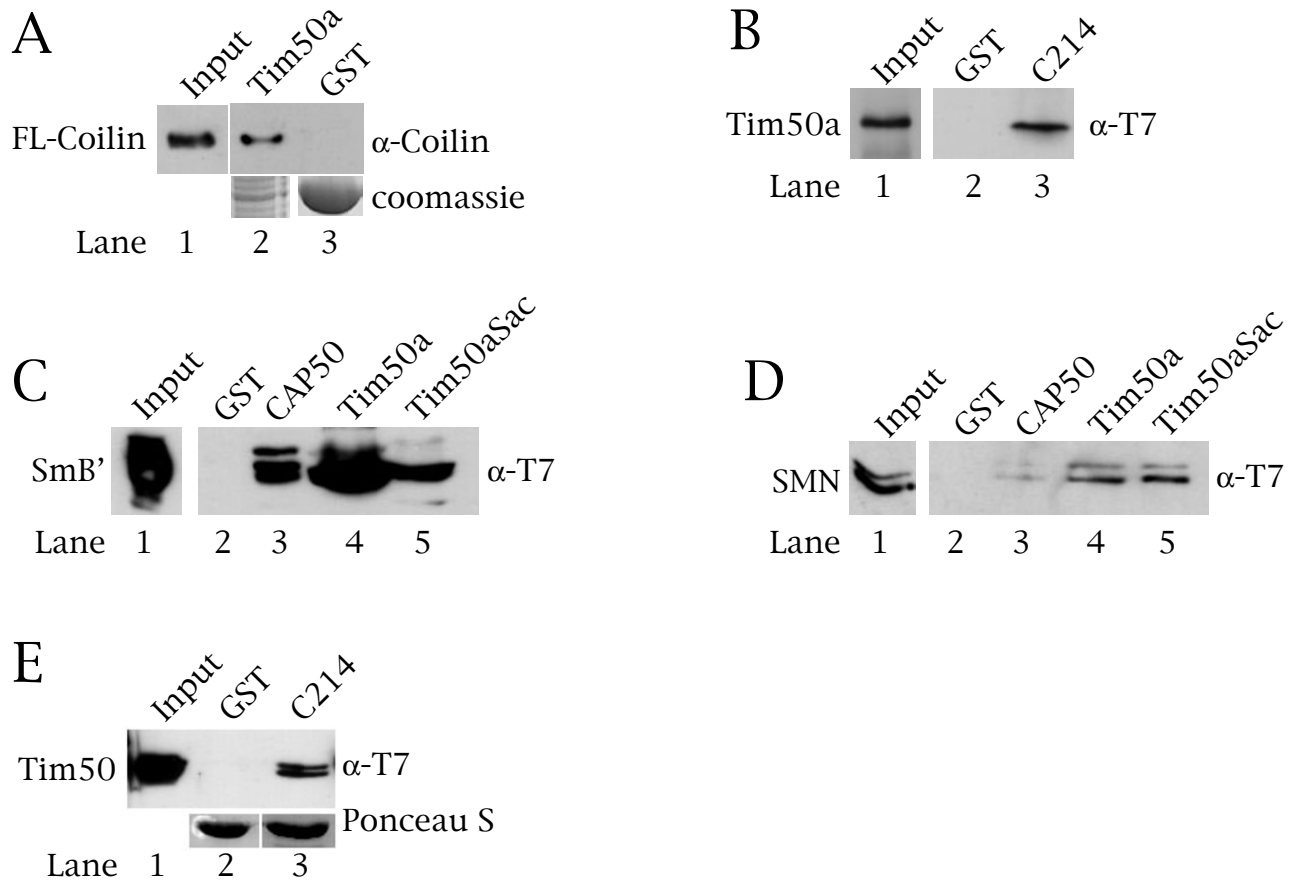 A
Input Tim50a GST
FL-Coilin α-Coilin
coomassie
Lane 1 2 3
B
Input GST C214
Tim50a α-T7
Lane 1 2 3
C
Input GST CAP50 Tim50a Tim50aSac
SmB’ α-T7
Lane 1 2 3 4 5
D
Input GST CAP50 Tim50a Tim50aSac
SMN α-T7
Lane 1 2 3 4 5
E
Input GST C214
Tim50 α-T7
Ponceau S
Lane 1 2 3